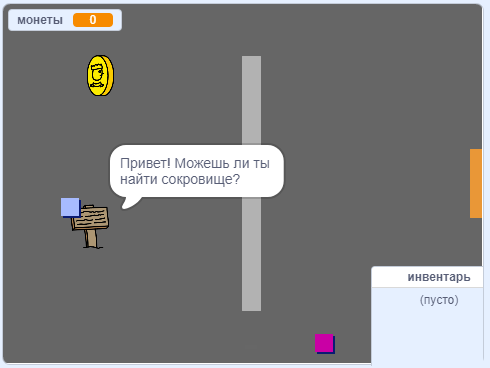 монеты 0
Привет! Можешь ли ты
найти сокровище?
инвентарь
(пусто)